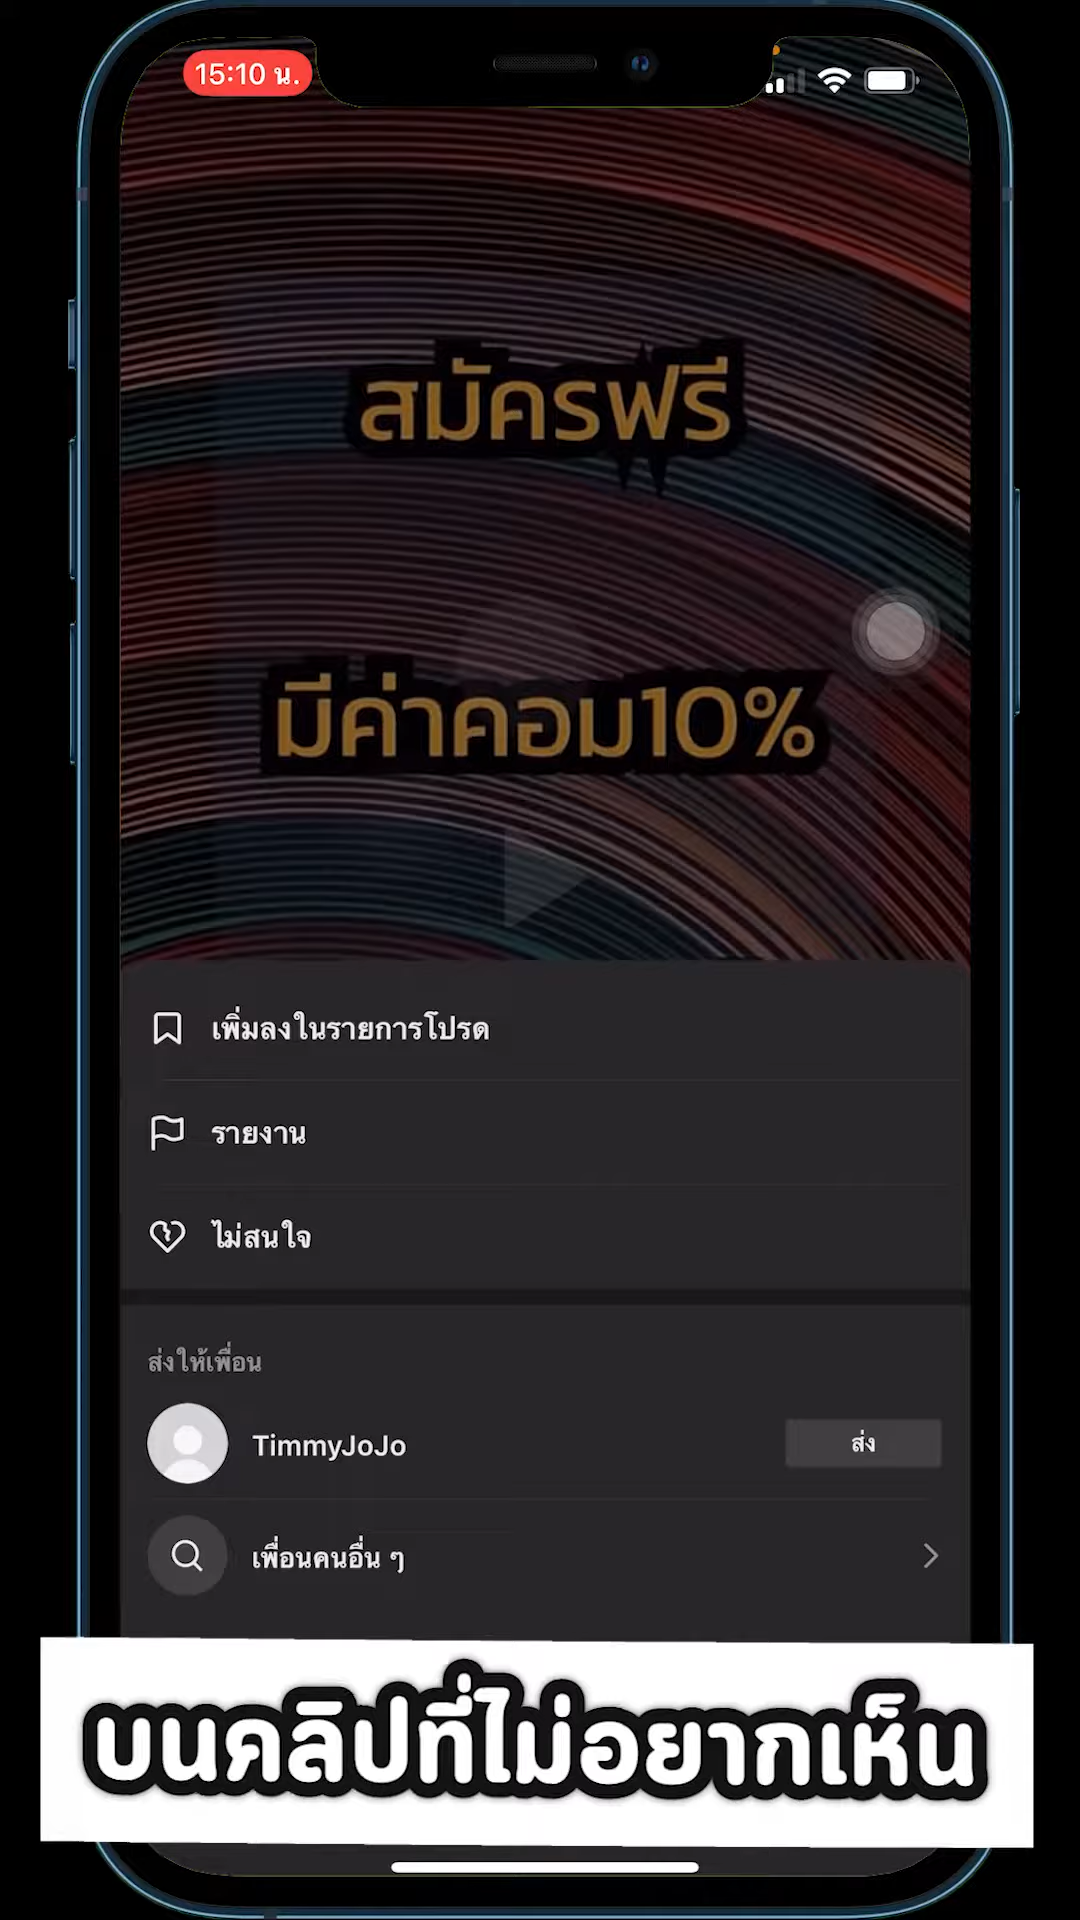 15:10 น.
สมัครฟรี
มีค่าคอม10%
เพิ่มลงในรายการโปรด
รายงาน
ไม่สนใจ
ส่งให้เพื่อน
TimmyJoJo
ส่ง
เพื่อนคนอื่น ๆ
บนคลิปที่ไม่อยากเห็น